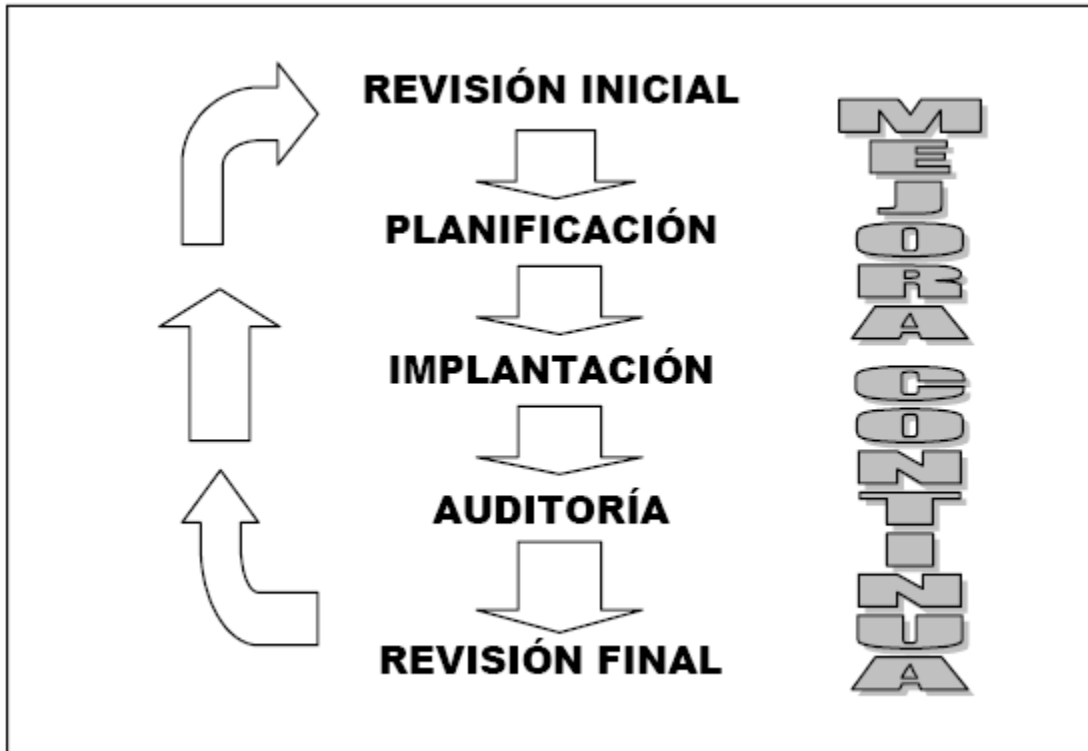 REVISIÓN INICIAL
PLANIFICACIÓN
IMPLANTACIÓN
AUDITORÍA
REVISIÓN FINAL
MEJORA CONTINUA